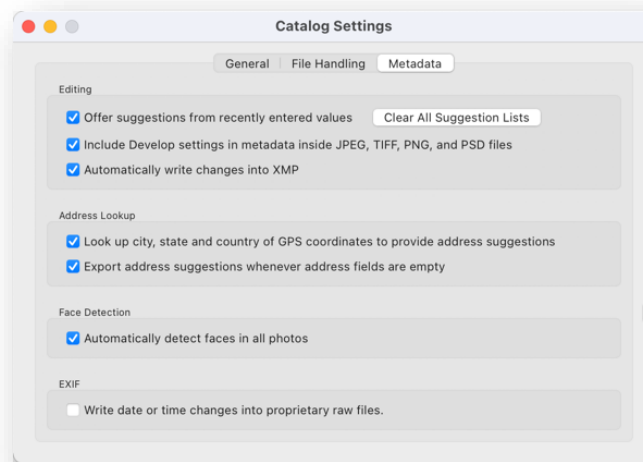 Catalog Settings
General File Handling Metadata
Editing
Offer suggestions from recently entered values Clear All Suggestion Lists
Include Develop settings in metadata inside JPEG, TIFF, PNG, and PSD files
Automatically write changes into XMP
Address Lookup
Look up city, state and country of GPS coordinates to provide address suggestions
Export address suggestions whenever address fields are empty
Face Detection
Automatically detect faces in all photos
EXIF
Write date or time changes into proprietary raw files.